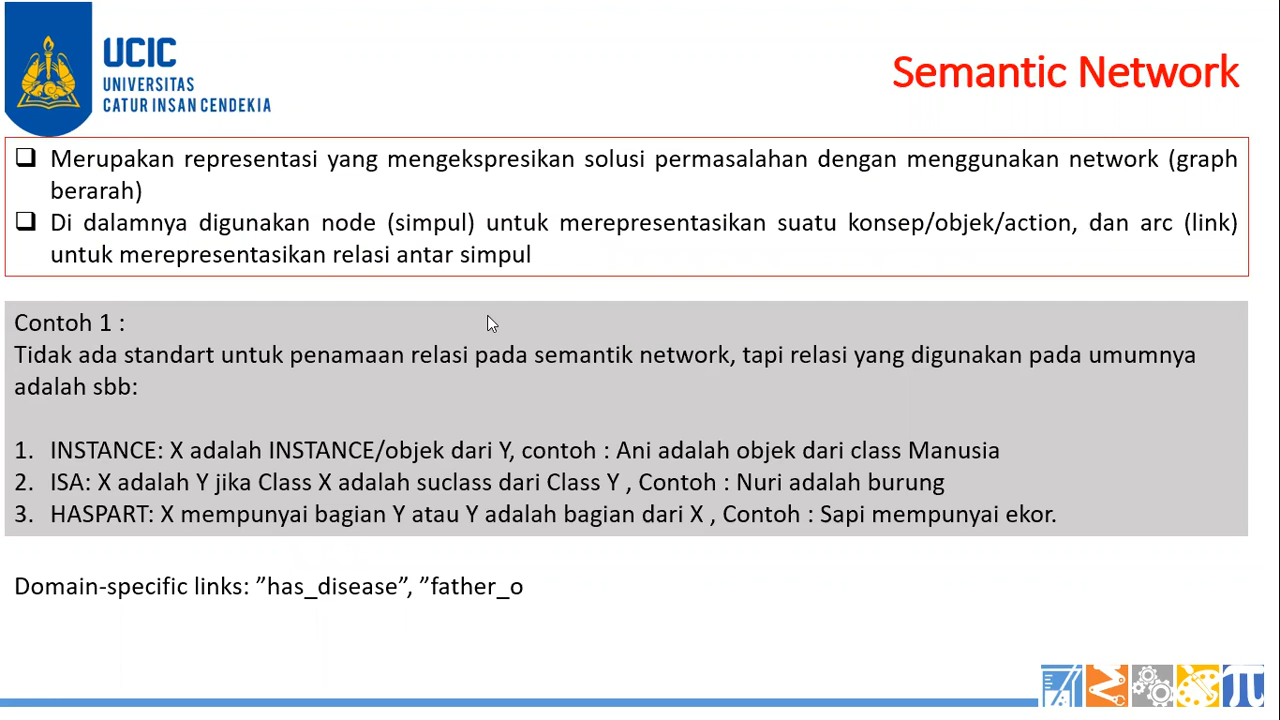 UCIC
UNIVERSITAS
CATUR INSAN CENDEKIA
Semantic Network
❑ Merupakan representasi yang mengekspresikan solusi permasalahan dengan menggunakan network (graph
berarah)
❑ Di dalamnya digunakan node (simpul) untuk merepresentasikan suatu konsep/objek/action, dan arc (link)
untuk merepresentasikan relasi antar simpul
Contoh 1 :
Tidak ada standart untuk penamaan relasi pada semantik network, tapi relasi yang digunakan pada umumnya
adalah sbb:
1. INSTANCE: X adalah INSTANCE/objek dari Y, contoh : Ani adalah objek dari class Manusia
2. ISA: X adalah Y jika Class X adalah suclass dari Class Y , Contoh : Nuri adalah burung
3. HASPART: X mempunyai bagian Y atau Y adalah bagian dari X , Contoh : Sapi mempunyai ekor.
Domain-specific links: ”has_disease”, ”father_o